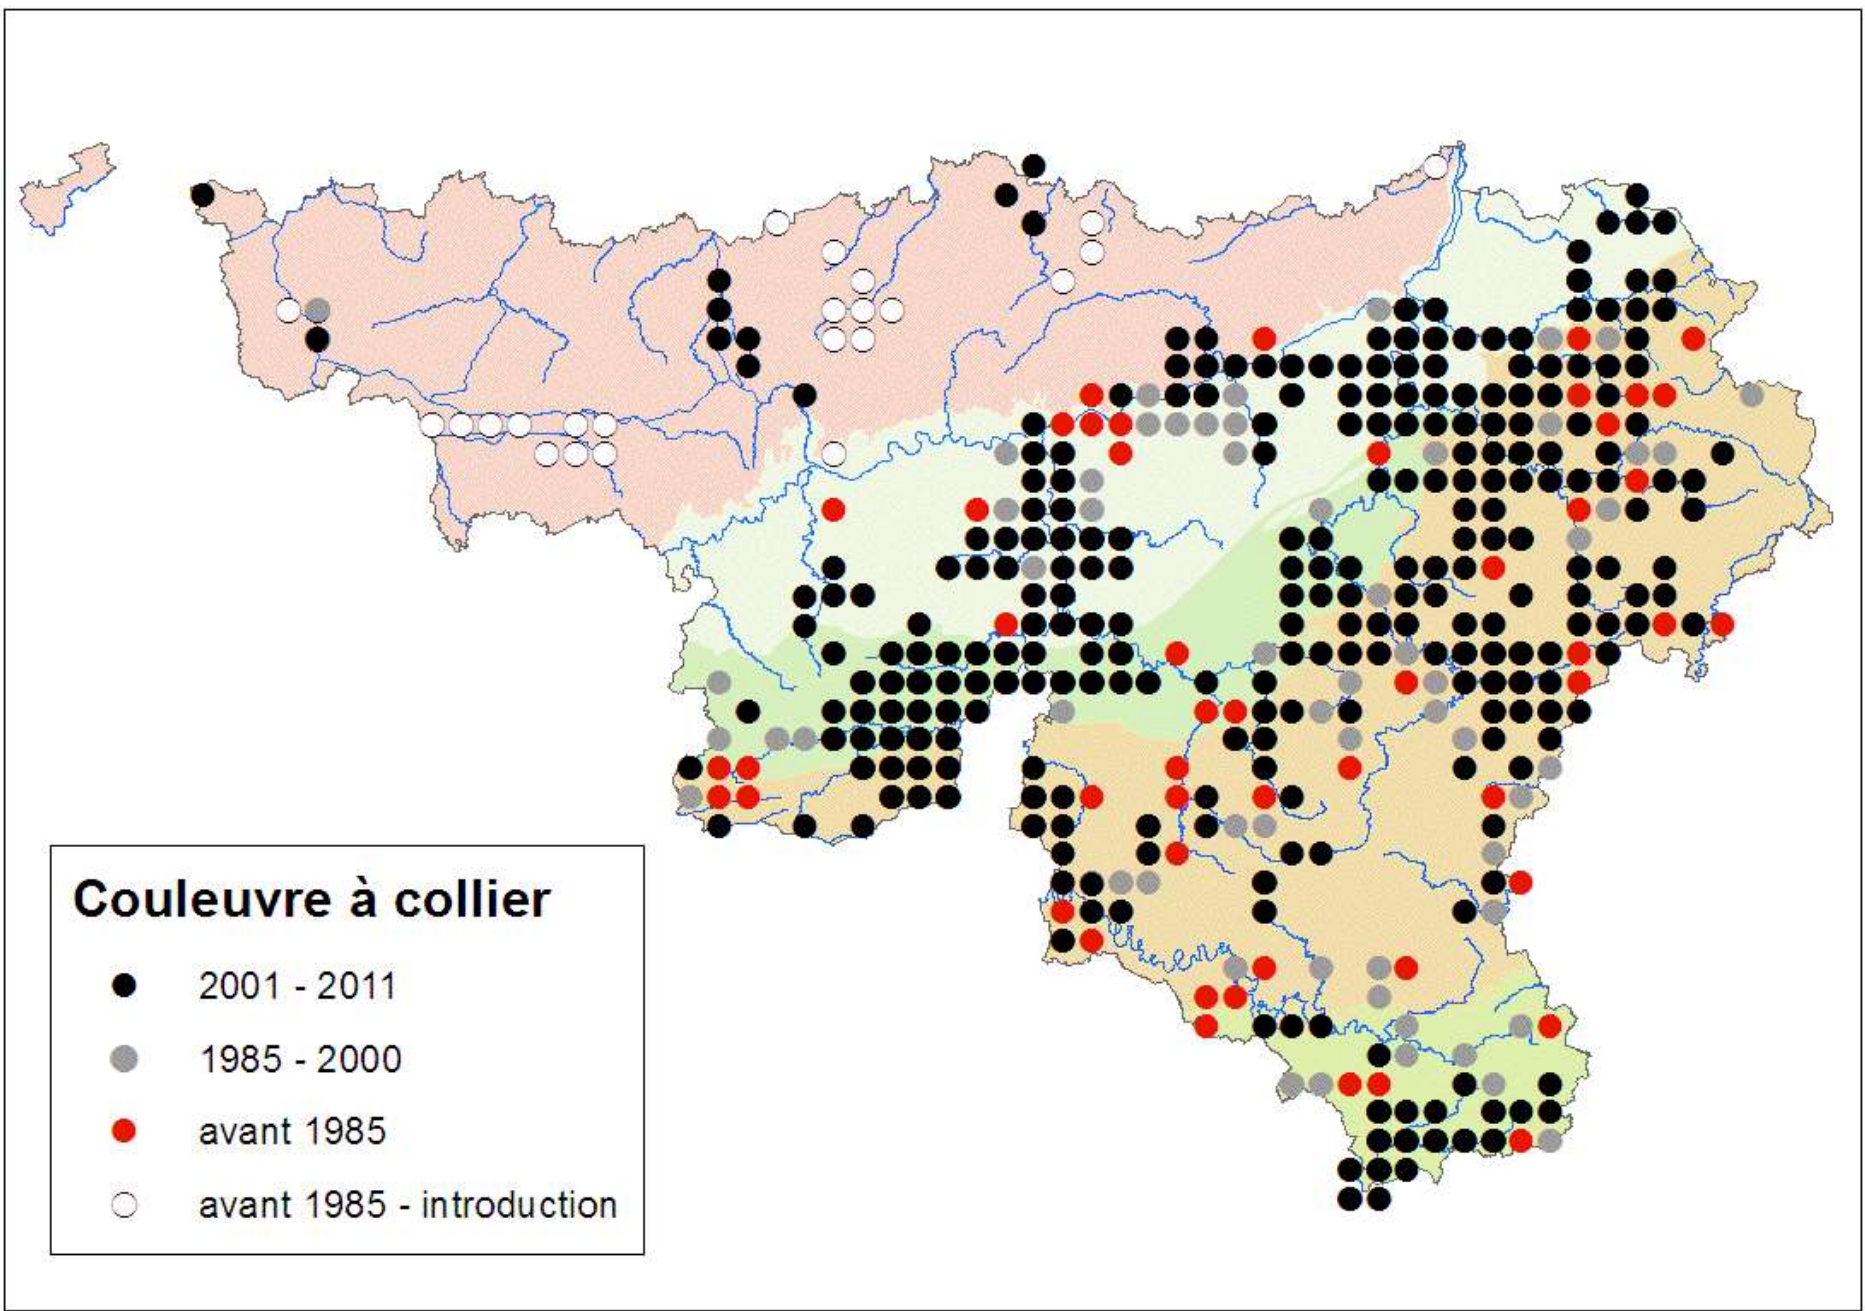 Couleuvre à collier
2001 - 2011
1985 - 2000
avant 1985
avant 1985 - introduction